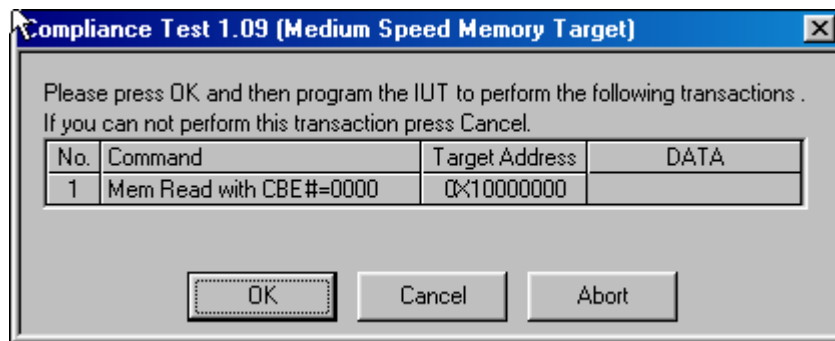 Compliance Test 1.09 (Medium Speed Memory Target)
Please press OK and then program the IUT to perform the following transactions .
If you can not perform this transaction press Cancel.
No. Command Target Address DATA
1 Mem Read with CBE#=0000 0X10000000
OK Cancel Abort